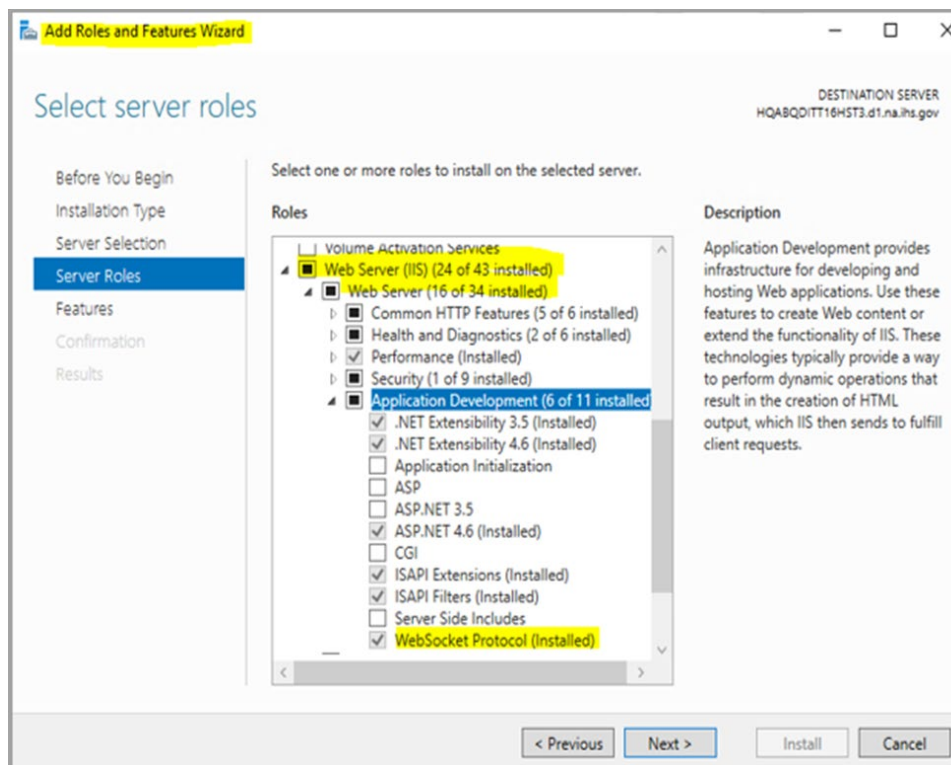 Add Roles and Features Wizard
Select server roles
DESTINATION SERVER
HQABQDITT16HST3.d1.na.ihs.gov
Before You Begin
Installation Type
Server Selection
Server Roles
Features
Confirmation
Results
Select one or more roles to install on the selected server.
Roles
Volume Activation Services
Web Server (IIS) (24 of 43 installed)
Web Server (16 of 34 installed)
Common HTTP Features (5 of 6 installed)
Health and Diagnostics (2 of 6 installed)
Performance (Installed)
Security (1 of 9 installed)
Application Development (6 of 11 installed
.NET Extensibility 3.5 (Installed)
.NET Extensibility 4.6 (Installed)
Application Initialization
ASP
ASP.NET 3.5
ASP.NET 4.6 (Installed)
CGI
ISAPI Extensions (Installed)
ISAPI Filters (Installed)
Server Side Includes
WebSocket Protocol (Installed)
Description
Application Development provides
infrastructure for developing and
hosting Web applications. Use these
features to create Web content or
extend the functionality of IIS. These
technologies typically provide a way
to perform dynamic operations that
result in the creation of HTML
output, which IIS then sends to fulfill
client requests.
< Previous
Next >
Install
Cancel